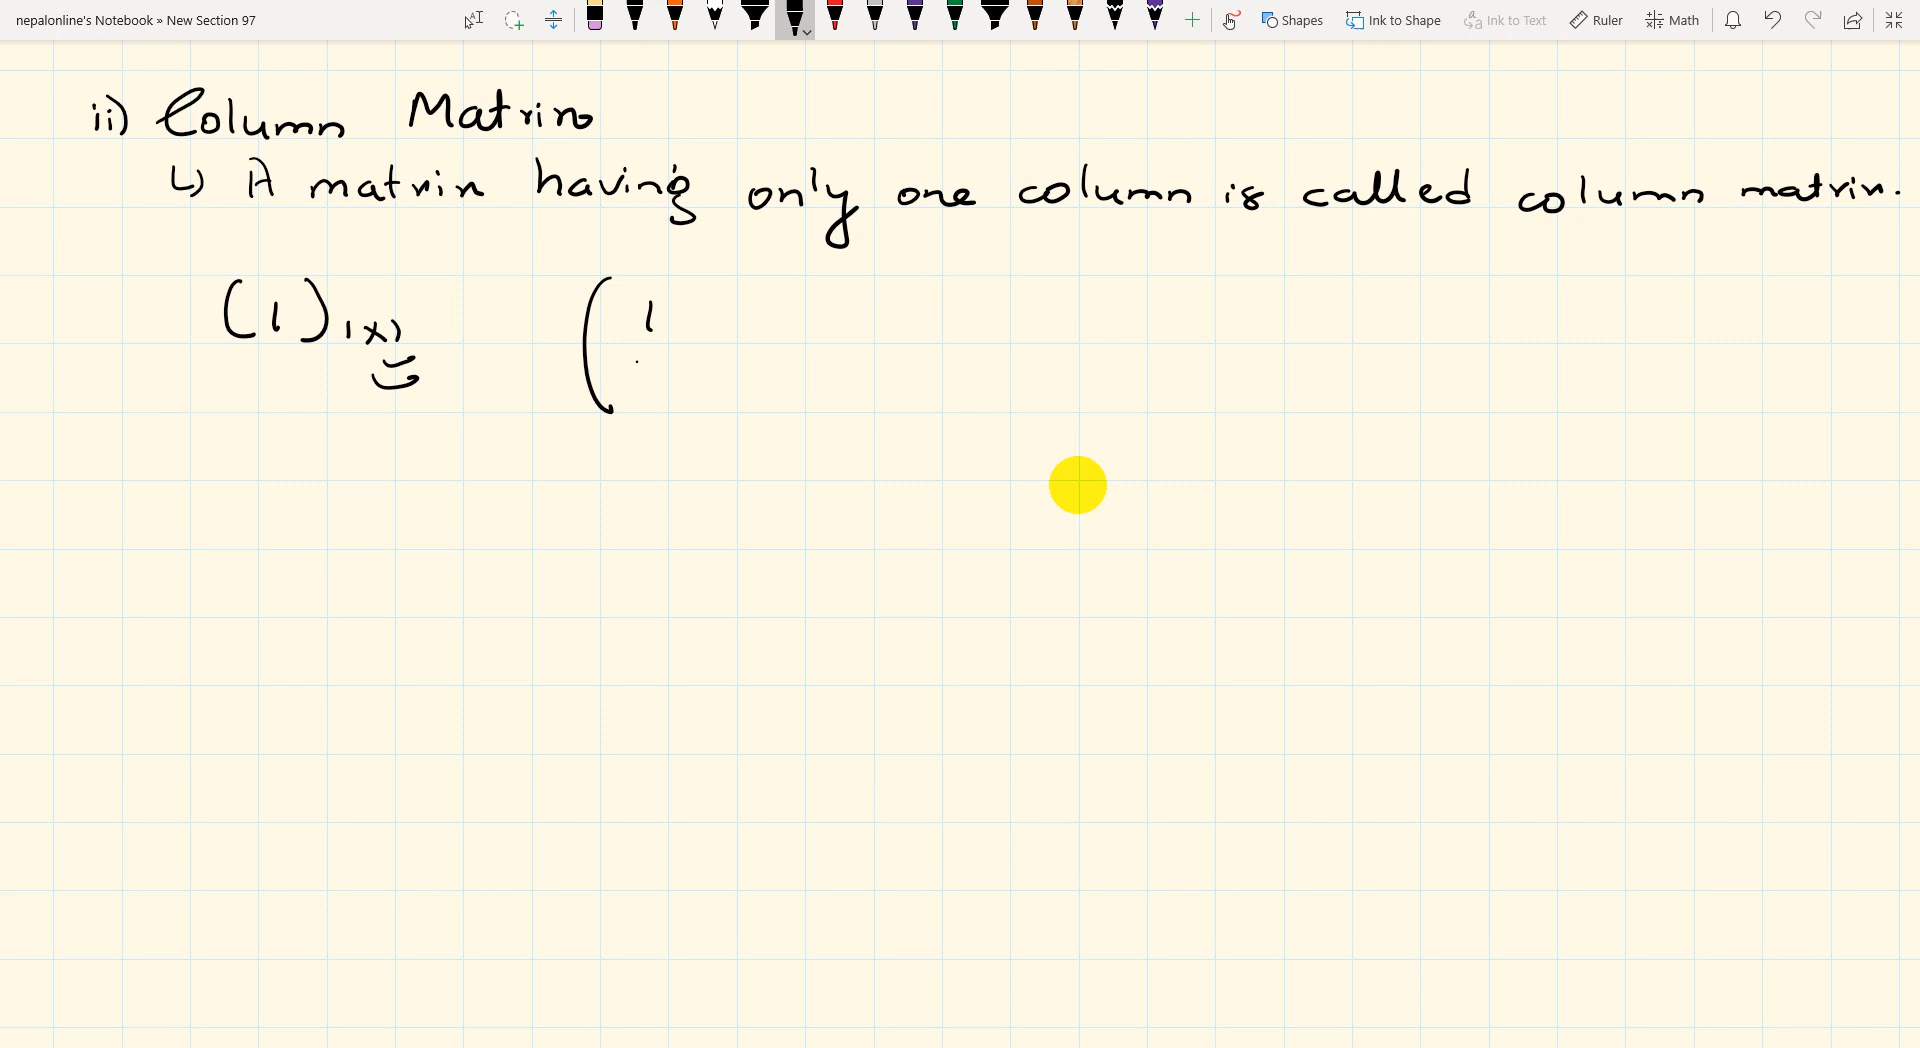 nepalonline's Notebook » New Section 97
Shapes Ink to Shape Ink to Text Ruler Math
ii) Column Matrix
↳ A matrix having only one column is called column matrix.
(1)1×1 ( 1